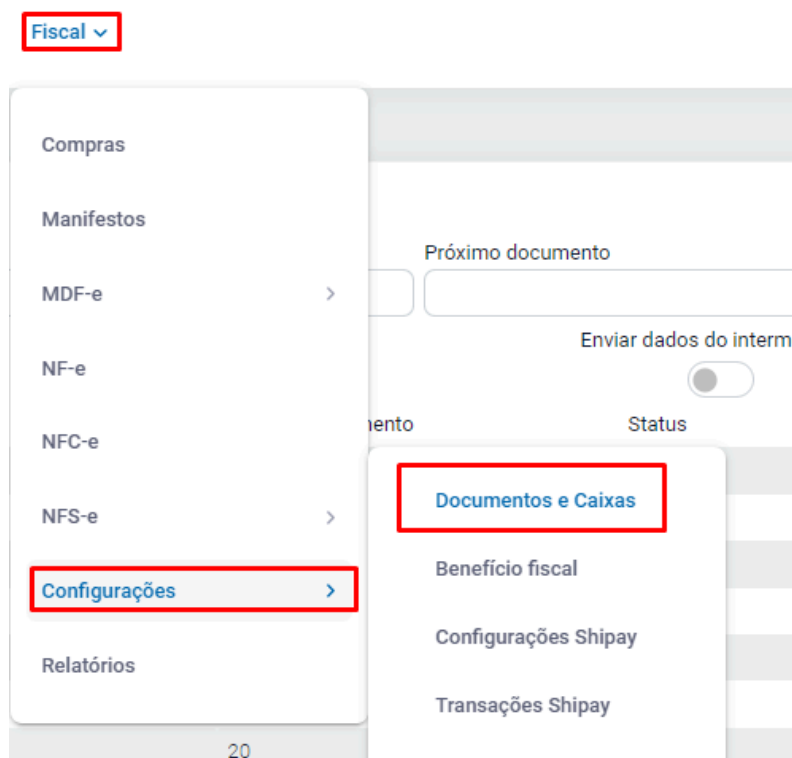 Fiscal
Compras
Manifestos
Próximo documento
MDF-e
Enviar dados do interm
NF-e
ento
Status
NFC-e
Documentos e Caixas
NFS-e
Benefício fiscal
Configurações
Configurações Shipay
Relatórios
Transações Shipay
20